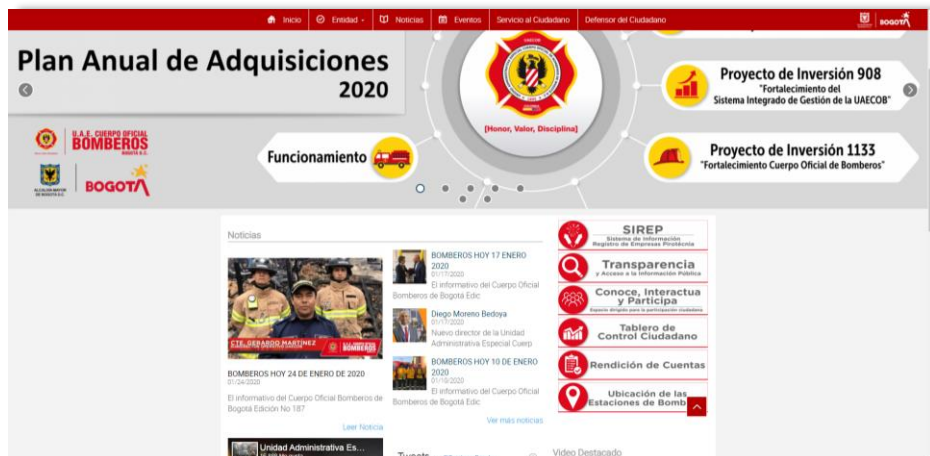 Inicio
Entidad
Noticias
Eventos
Servicio al Ciudadano
Defensor del Ciudadano
BOGOTÁ
Plan Anual de Adquisiciones
2020
U.A.E. CUERPO OFICIAL
BOMBEROS
BOGOTÁ D.C.
ALCALDÍA MAYOR
DE BOGOTÁ D.C.
BOGOTÁ
Funcionamiento
[Honor, Valor, Disciplina]
Proyecto de Inversión 908
"Fortalecimiento del
Sistema Integrado de Gestión de la UAECOB"
Proyecto de Inversión 1133
"Fortalecimiento Cuerpo Oficial de Bomberos"
Noticias
CTE. GERARDO MARTÍNEZ
BOMBEROS
BOMBEROS HOY 24 DE ENERO DE 2020
01/24/2020
El informativo del Cuerpo Oficial Bomberos de
Bogotá Edición No 187
Leer Noticia
BOMBEROS HOY 17 ENERO
2020
01/17/2020
El informativo del Cuerpo Oficial
Bomberos de Bogotá Edic
Diego Moreno Bedoya
01/17/2020
Nuevo director de la Unidad
Administrativa Especial Cuerp
BOMBEROS HOY 10 DE ENERO
2020
01/10/2020
El informativo del Cuerpo Oficial
Bomberos de Bogotá Edic
Ver más noticias
SIREP
Sistema de Información
Registro de Empresas Pirotécnia
Transparencia
y Acceso a la Información Pública
Conoce, Interactua
y Participa
Espacio dirigido para la participación ciudadana
Tablero de
Control Ciudadano
Rendición de Cuentas
Ubicación de las
Estaciones de Bomb
Unidad Administrativa Es...
Tweets
Video Destacado